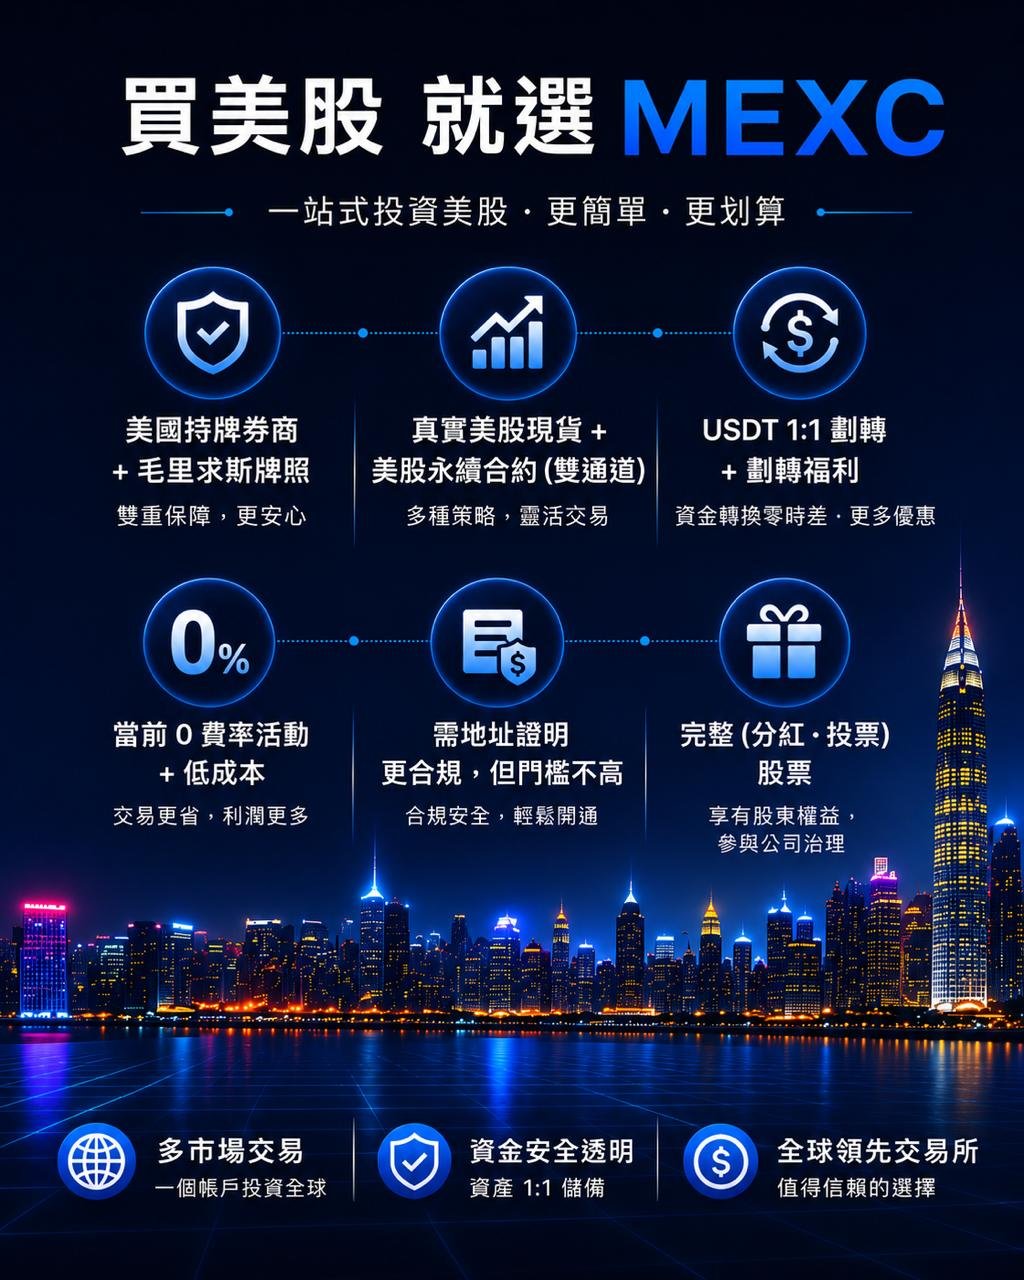 買美股 就選 MEXC
一站式投資美股・更簡單・更划算
美國持牌券商
+ 毛里求斯牌照
雙重保障，更安心
真實美股現貨 +
美股永續合約 (雙通道)
多種策略，靈活交易
USDT 1:1 劃轉
+ 劃轉福利
資金轉換零時差・更多優惠
0%
當前 0 費率活動
+ 低成本
交易更省，利潤更多
需地址證明
更合規，但門檻不高
合規安全，輕鬆開通
完整 (分紅・投票)
股票
享有股東權益，
參與公司治理
多市場交易
一個帳戶投資全球
資金安全透明
資產 1:1 儲備
全球領先交易所
值得信賴的選擇